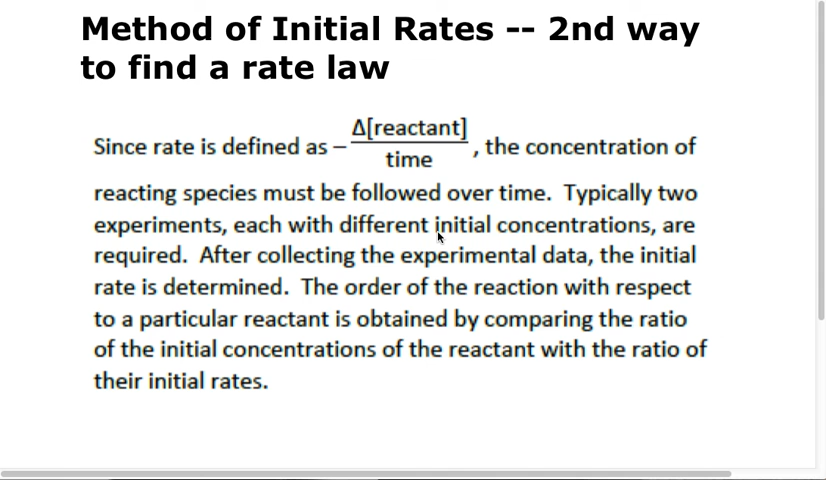 Method of Initial Rates -- 2nd way
to find a rate law
Since rate is defined as − Δ[reactant] / time , the concentration of
reacting species must be followed over time. Typically two
experiments, each with different initial concentrations, are
required. After collecting the experimental data, the initial
rate is determined. The order of the reaction with respect
to a particular reactant is obtained by comparing the ratio
of the initial concentrations of the reactant with the ratio of
their initial rates.